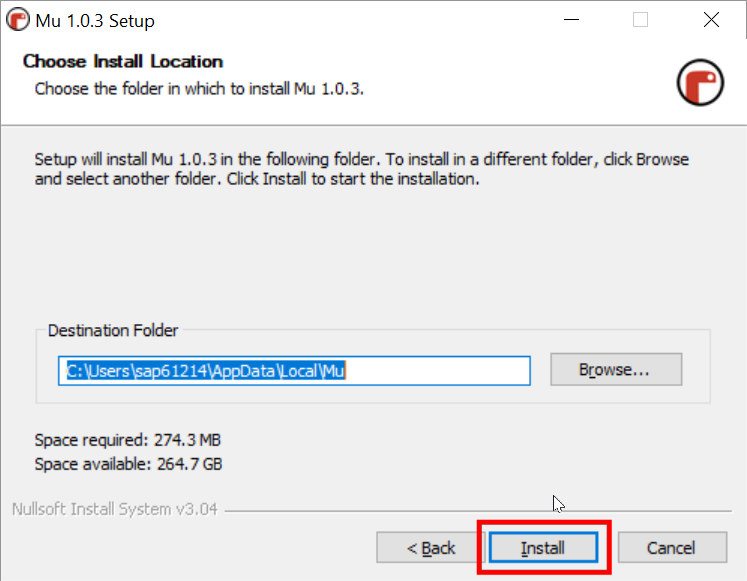 Mu 1.0.3 Setup
Choose Install Location
Choose the folder in which to install Mu 1.0.3.
Setup will install Mu 1.0.3 in the following folder. To install in a different folder, click Browse
and select another folder. Click Install to start the installation.
Destination Folder
C:\Users\sap61214\AppData\Local\Mu
Browse...
Space required: 274.3 MB
Space available: 264.7 GB
Nullsoft Install System v3.04
< Back
Install
Cancel